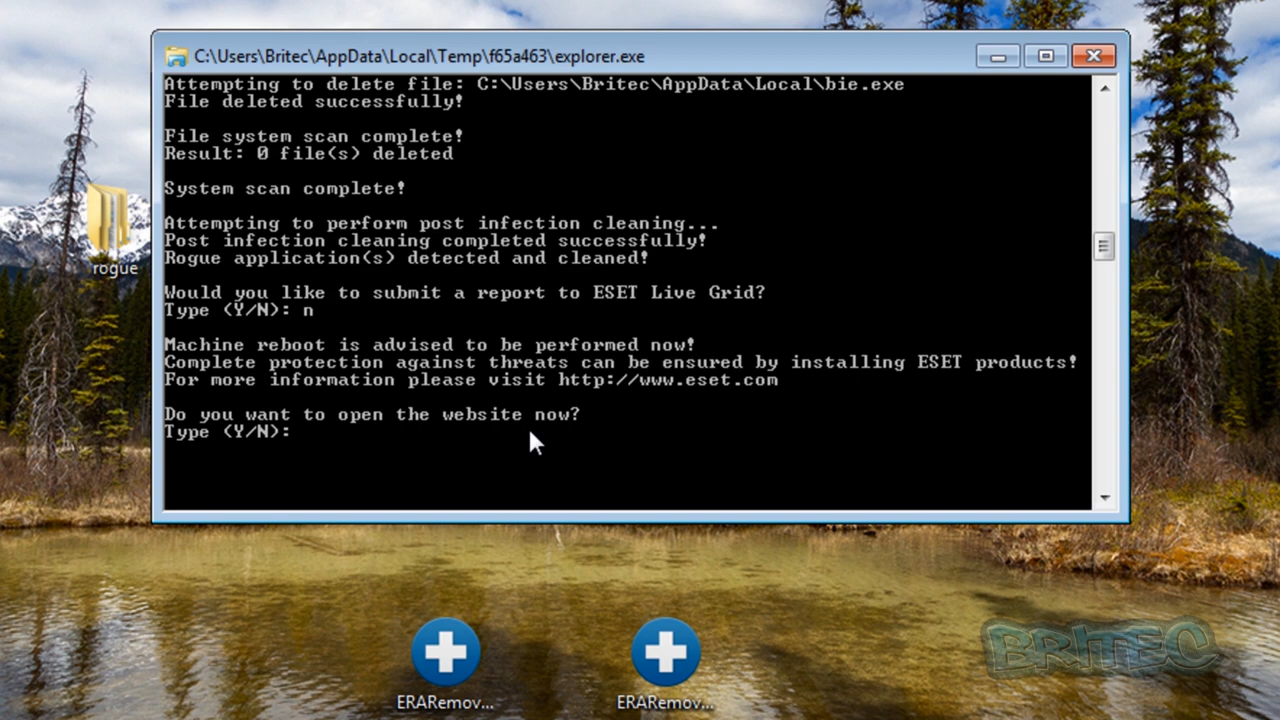 C:\Users\Britec\AppData\Local\Temp\f65a463\explorer.exe
Attempting to delete file: C:\Users\Britec\AppData\Local\bie.exe
File deleted successfully!
File system scan complete!
Result: 0 file(s) deleted
System scan complete!
Attempting to perform post infection cleaning...
Post infection cleaning completed successfully!
Rogue application(s) detected and cleaned!
Would you like to submit a report to ESET Live Grid?
Type (Y/N): n
Machine reboot is advised to be performed now!
Complete protection against threats can be ensured by installing ESET products!
For more information please visit http://www.eset.com
Do you want to open the website now?
Type (Y/N):
rogue
ERARemov...
ERARemov...
BRITEC